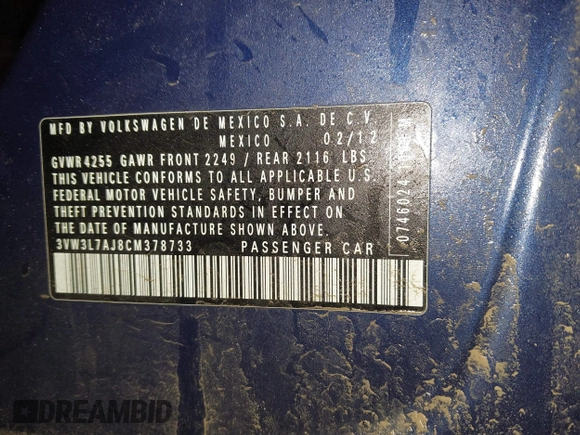 MFD BY VOLKSWAGEN DE MEXICO S.A. DE C.V.
MEXICO 02/12
GVWR 4255 GAWR FRONT 2249 / REAR 2116 LBS
THIS VEHICLE CONFORMS TO ALL APPLICABLE U.S.
FEDERAL MOTOR VEHICLE SAFETY, BUMPER AND
THEFT PREVENTION STANDARDS IN EFFECT ON
THE DATE OF MANUFACTURE SHOWN ABOVE.
3VW3L7AJ8CM378733 PASSENGER CAR
0746024
DREAMBID